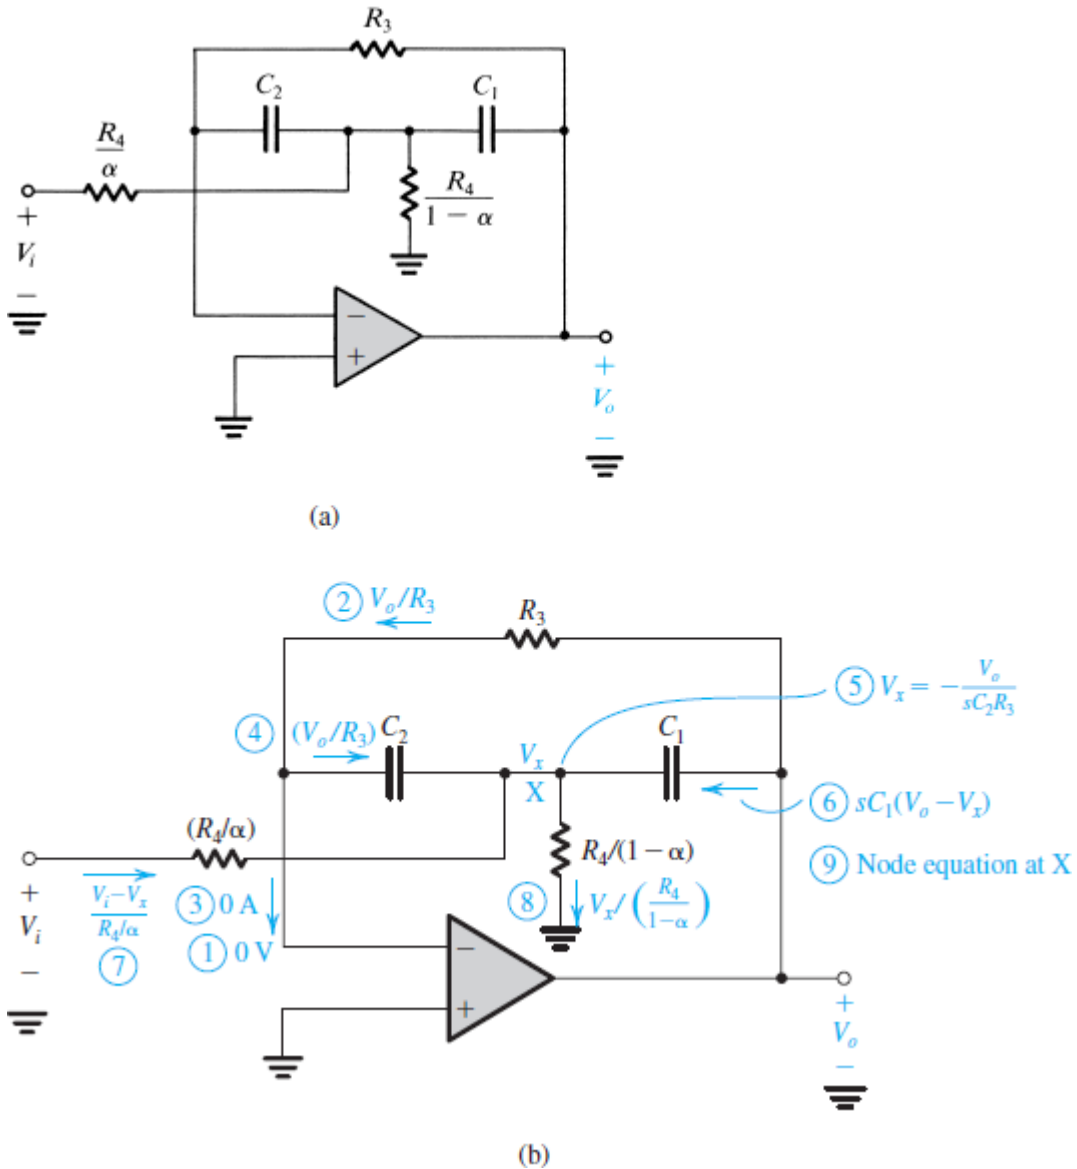 R₃
C₂ C₁
R₄/α
R₄/(1 − α)
+
Vᵢ
−
−
+
+
Vₒ
−
(a)
② Vₒ/R₃
R₃
⑤ Vₓ = − Vₒ/sC₂R₃
④ (Vₒ/R₃) C₂
C₁
Vₓ
X
⑥ sC₁(Vₒ − Vₓ)
(R₄/α)
R₄/(1 − α)
⑨ Node equation at X
+
Vᵢ
−
Vᵢ − Vₓ/R₄/α
⑦
③ 0 A
① 0 V
⑧ Vₓ/(R₄/1−α)
−
+
+
Vₒ
−
(b)